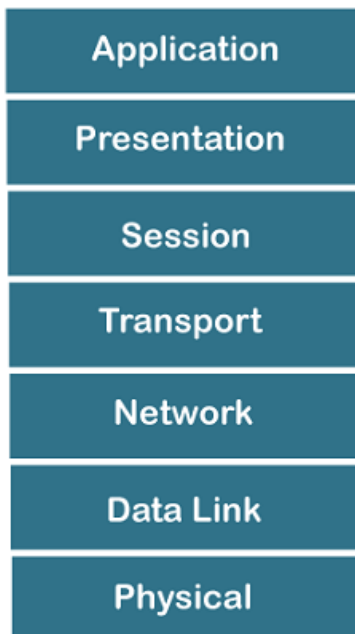 Application
Presentation
Session
Transport
Network
Data Link
Physical